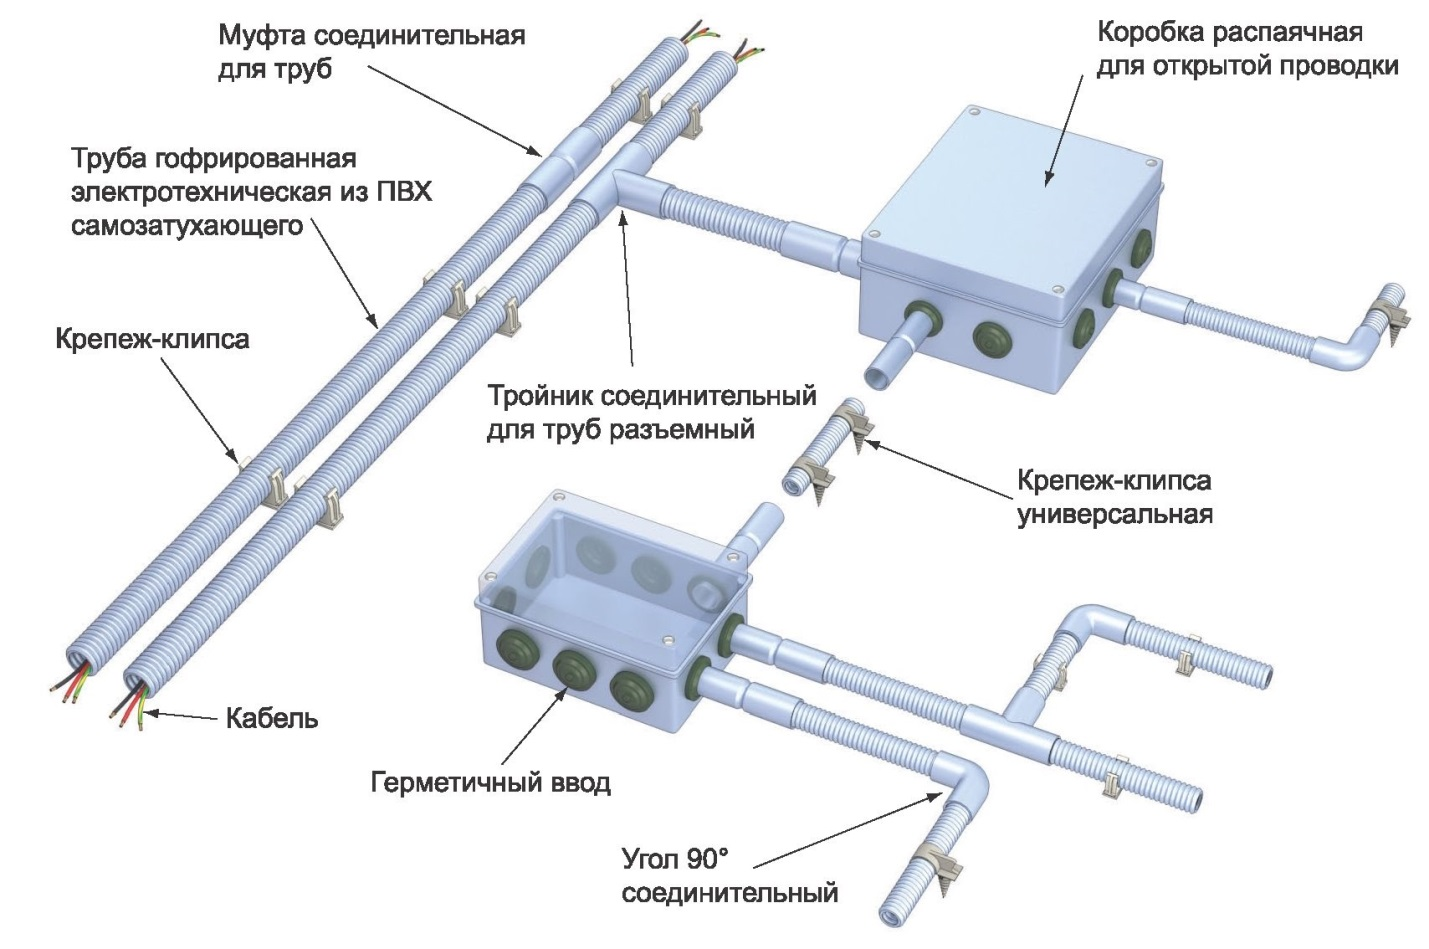 Муфта соединительная
для труб
Коробка распаячная
для открытой проводки
Труба гофрированная
электротехническая из ПВХ
самозатухающего
Крепеж-клипса
Тройник соединительный
для труб разъемный
Крепеж-клипса
универсальная
Кабель
Герметичный ввод
Угол 90°
соединительный